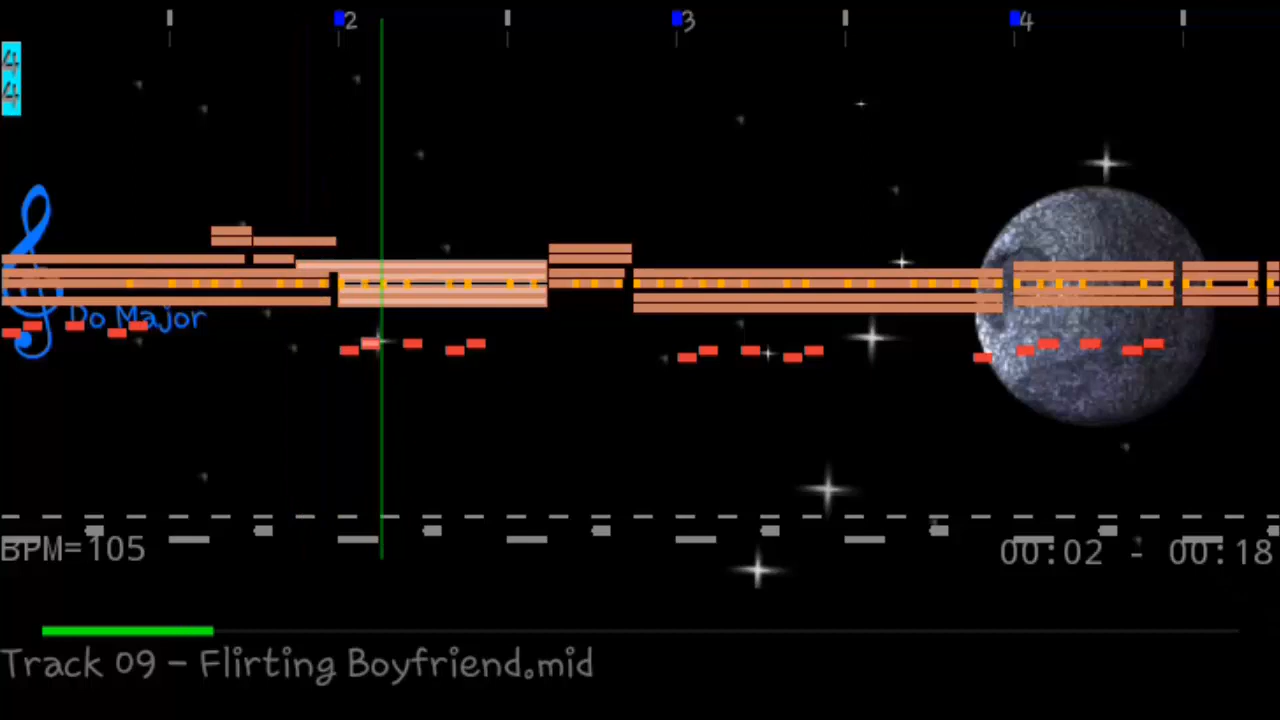 2 3 4
4
4
Do Major
BPM=105 00:02 - 00:18
Track 09 - Flirting Boyfriend.mid